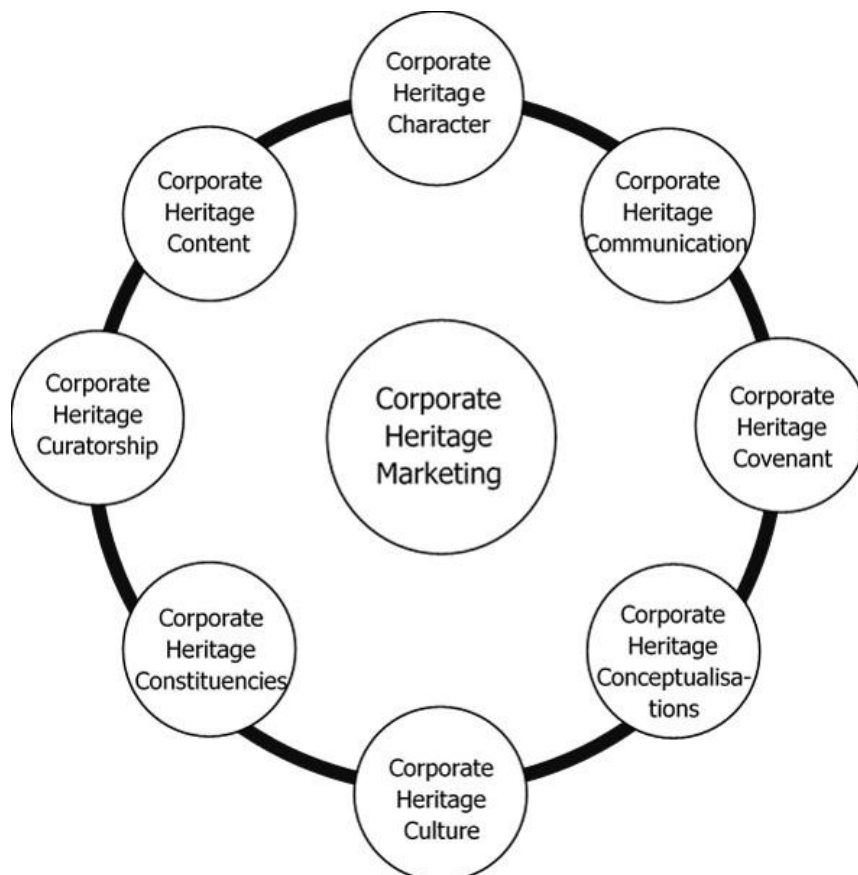 Corporate
Heritage
Character
Corporate
Heritage
Communication
Corporate
Heritage
Covenant
Corporate
Heritage
Conceptualisa-
tions
Corporate
Heritage
Culture
Corporate
Heritage
Constituencies
Corporate
Heritage
Curatorship
Corporate
Heritage
Content
Corporate
Heritage
Marketing